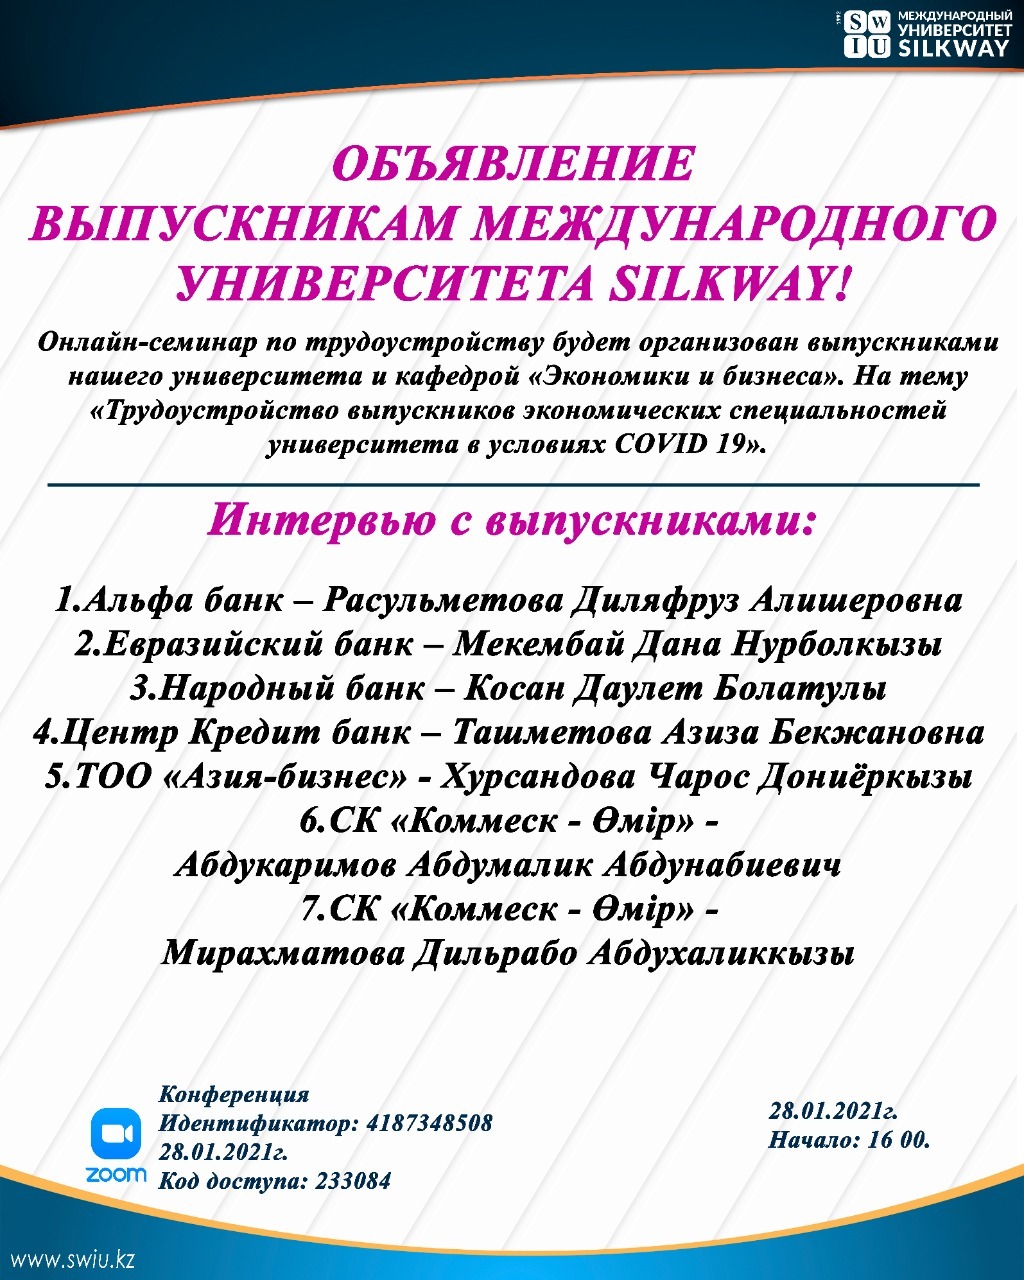 1992
SWIU
МЕЖДУНАРОДНЫЙ
УНИВЕРСИТЕТ
SILKWAY
ОБЪЯВЛЕНИЕ
ВЫПУСКНИКАМ МЕЖДУНАРОДНОГО
УНИВЕРСИТЕТА SILKWAY!
Онлайн-семинар по трудоустройству будет организован выпускниками
нашего университета и кафедрой «Экономики и бизнеса». На тему
«Трудоустройство выпускников экономических специальностей
университета в условиях COVID 19».
Интервью с выпускниками:
1.Альфа банк – Расульметова Диляфруз Алишеровна
2.Евразийский банк – Мекембай Дана Нурболкызы
3.Народный банк – Косан Даулет Болатулы
4.Центр Кредит банк – Ташметова Азиза Бекжановна
5.ТОО «Азия-бизнес» - Хурсандова Чарос Дониёркызы
6.СК «Коммеск - Өмір» -
Абдукаримов Абдумалик Абдунабиевич
7.СК «Коммеск - Өмір» -
Мирахматова Дильрабо Абдухаликкызы
zoom
Конференция
Идентификатор: 4187348508
28.01.2021г.
Код доступа: 233084
28.01.2021г.
Начало: 16 00.
www.swiu.kz